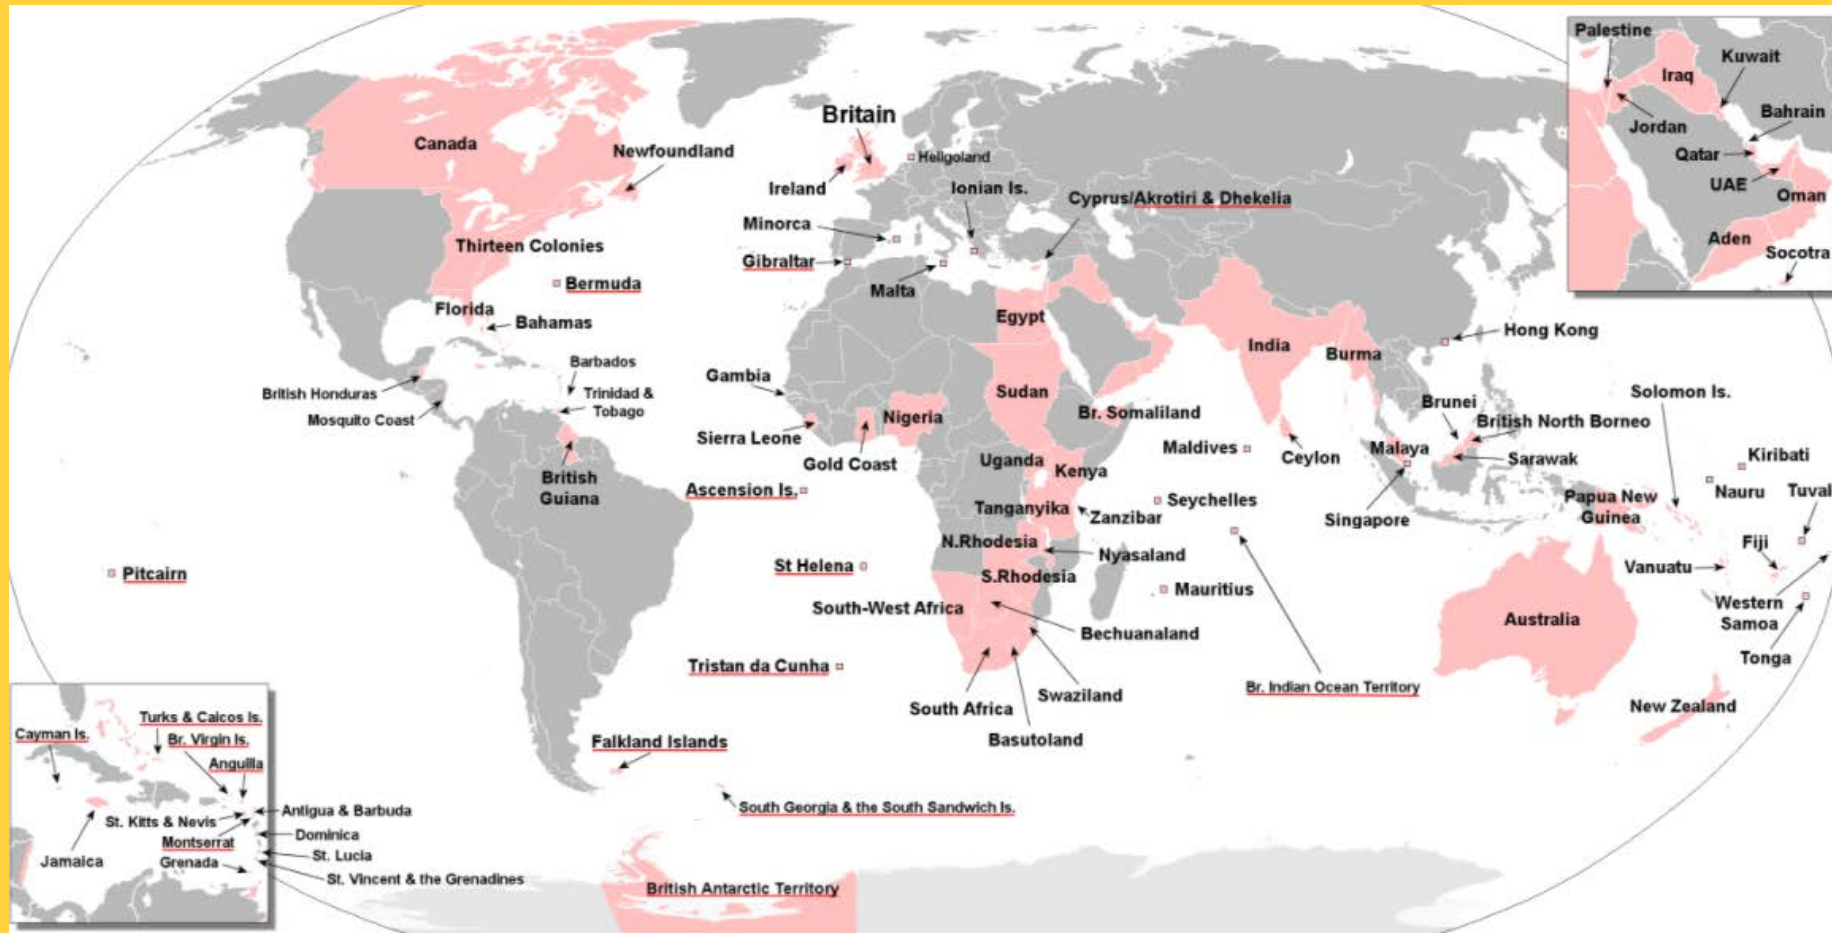 Canada
Newfoundland
Thirteen Colonies
Bermuda
Florida
Bahamas
British Honduras
Mosquito Coast
Barbados
Trinidad &
Tobago
British
Guiana
Pitcairn
Britain
Ireland
Heligoland
Ionian Is.
Minorca
Gibraltar
Malta
Cyprus/Akrotiri & Dhekelia
Egypt
Sudan
Gambia
Sierra Leone
Gold Coast
Nigeria
Br. Somaliland
Uganda
Kenya
Tanganyika
Zanzibar
Ascension Is.
St Helena
Tristan da Cunha
N.Rhodesia
Nyasaland
S.Rhodesia
South-West Africa
Bechuanaland
Swaziland
South Africa
Basutoland
Falkland Islands
South Georgia & the South Sandwich Is.
British Antarctic Territory
India
Burma
Ceylon
Maldives
Seychelles
Mauritius
Br. Indian Ocean Territory
Hong Kong
Brunei
British North Borneo
Malaya
Sarawak
Singapore
Solomon Is.
Kiribati
Nauru
Tuval
Papua New
Guinea
Fiji
Vanuatu
Western
Samoa
Tonga
Australia
New Zealand
Palestine
Iraq
Kuwait
Jordan
Bahrain
Qatar
UAE
Oman
Aden
Socotra
Turks & Caicos Is.
Cayman Is.
Br. Virgin Is.
Anguilla
Antigua & Barbuda
St. Kitts & Nevis
Montserrat
Dominica
St. Lucia
Jamaica
Grenada
St. Vincent & the Grenadines